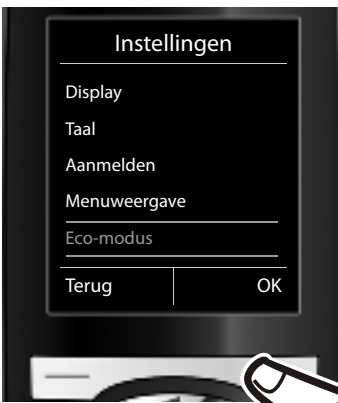 Instellingen
Display
Taal
Aanmelden
Menuweergave
Eco-modus
Terug OK